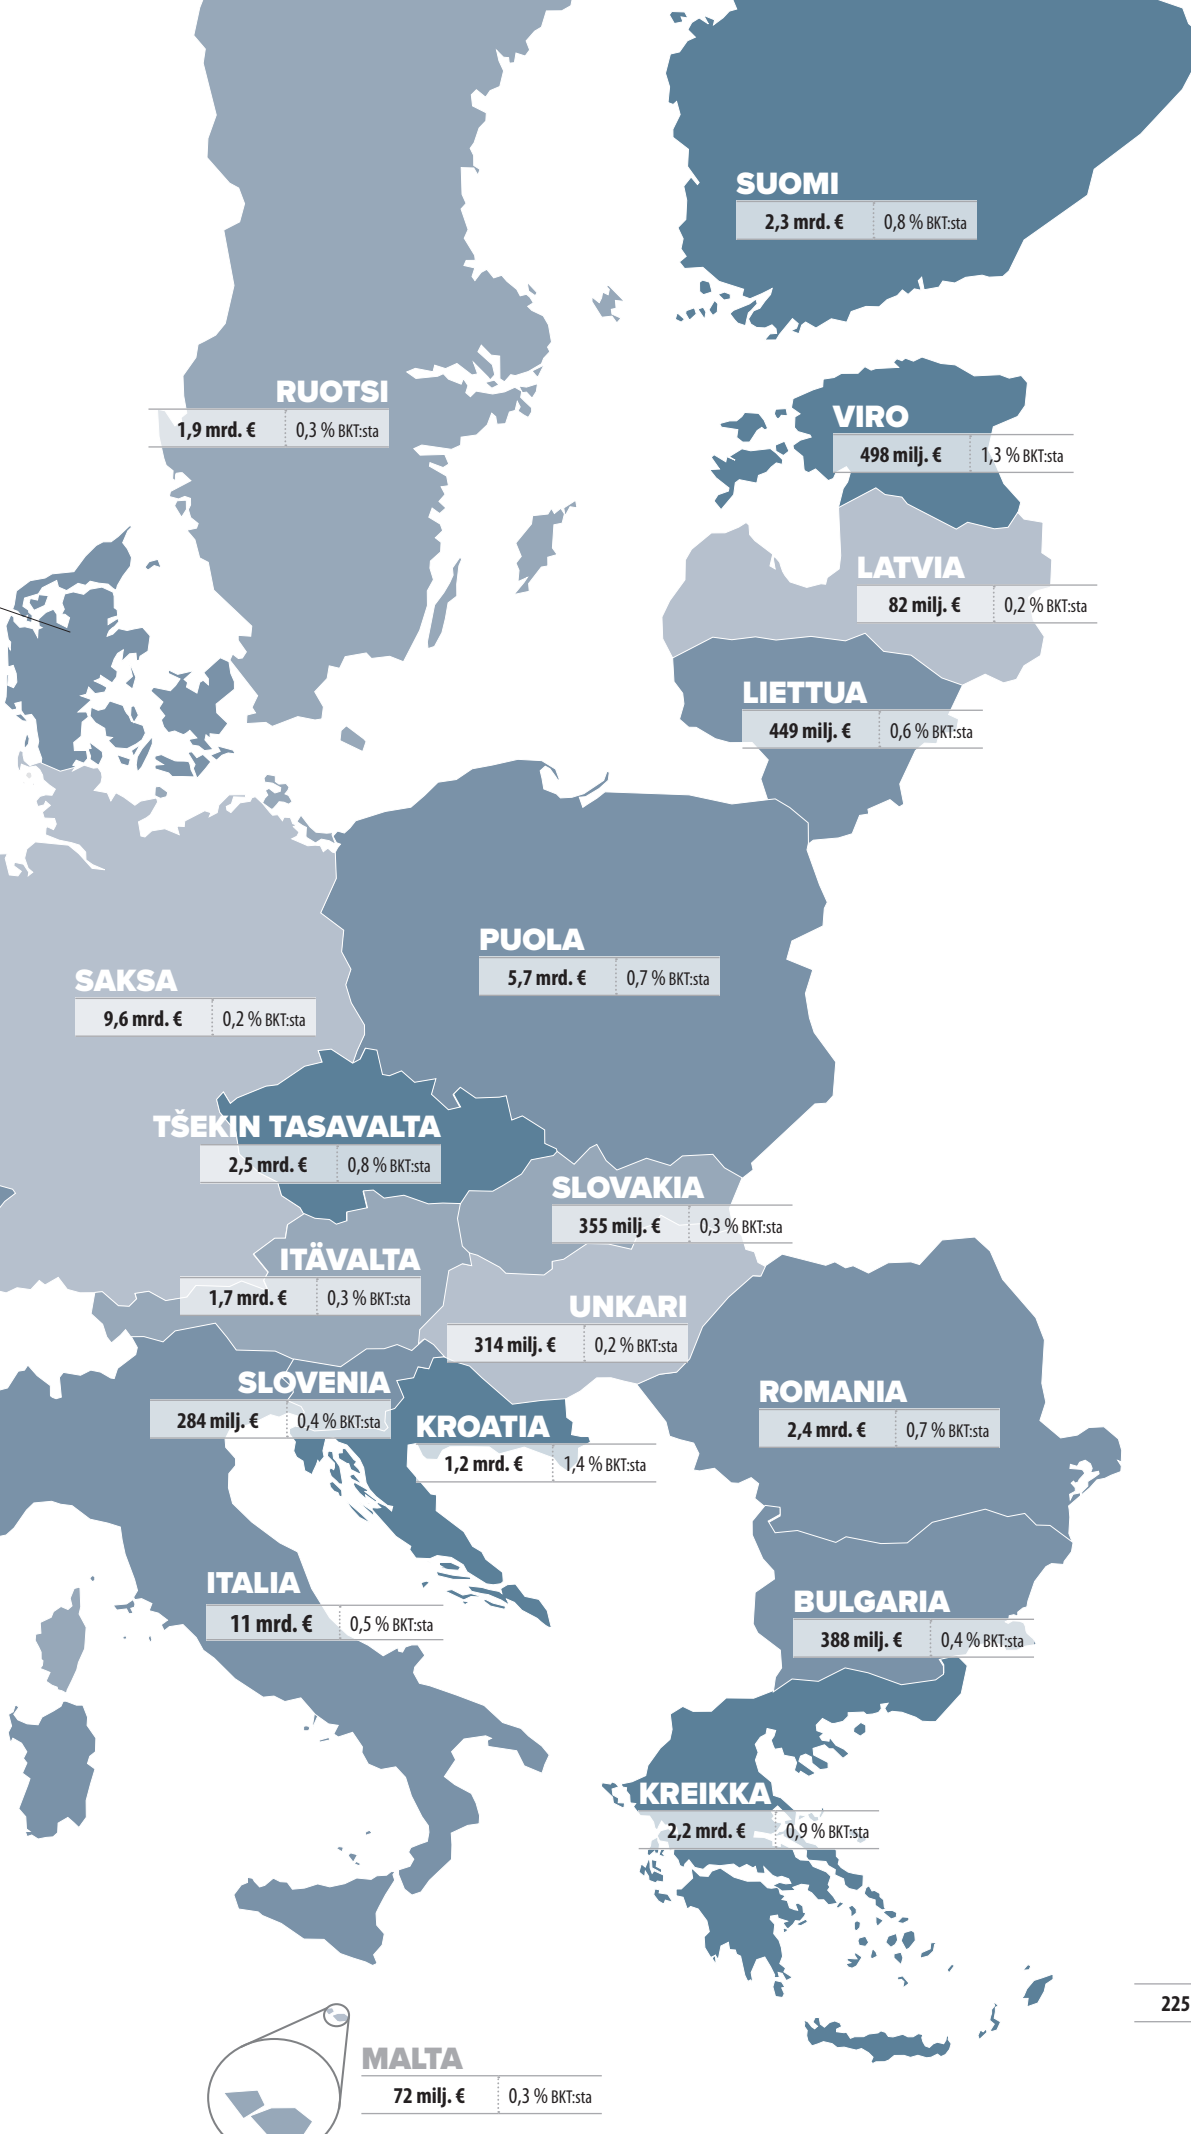 SUOMI
2,3 mrd. € 0,8 % BKT:sta
RUOTSI
1,9 mrd. € 0,3 % BKT:sta
VIRO
498 milj. € 1,3 % BKT:sta
LATVIA
82 milj. € 0,2 % BKT:sta
LIETTUA
449 milj. € 0,6 % BKT:sta
PUOLA
5,7 mrd. € 0,7 % BKT:sta
SAKSA
9,6 mrd. € 0,2 % BKT:sta
TŠEKIN TASAVALTA
2,5 mrd. € 0,8 % BKT:sta
SLOVAKIA
355 milj. € 0,3 % BKT:sta
ITÄVALTA
1,7 mrd. € 0,3 % BKT:sta
UNKARI
314 milj. € 0,2 % BKT:sta
SLOVENIA
284 milj. € 0,4 % BKT:sta
KROATIA
1,2 mrd. € 1,4 % BKT:sta
ROMANIA
2,4 mrd. € 0,7 % BKT:sta
ITALIA
11 mrd. € 0,5 % BKT:sta
BULGARIA
388 milj. € 0,4 % BKT:sta
KREIKKA
2,2 mrd. € 0,9 % BKT:sta
225
MALTA
72 milj. € 0,3 % BKT:sta